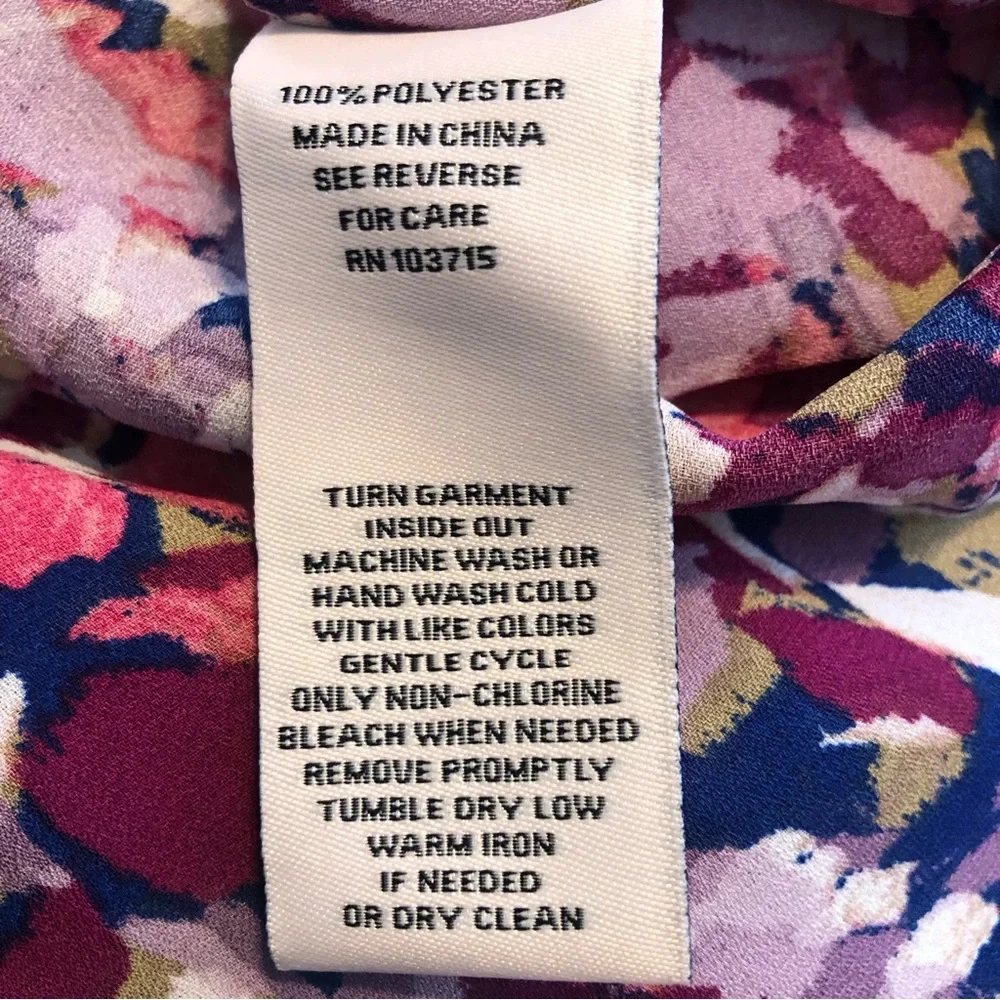 100% POLYESTER
MADE IN CHINA
SEE REVERSE
FOR CARE
RN 103715
TURN GARMENT
INSIDE OUT
MACHINE WASH OR
HAND WASH COLD
WITH LIKE COLORS
GENTLE CYCLE
ONLY NON-CHLORINE
BLEACH WHEN NEEDED
REMOVE PROMPTLY
TUMBLE DRY LOW
WARM IRON
IF NEEDED
OR DRY CLEAN